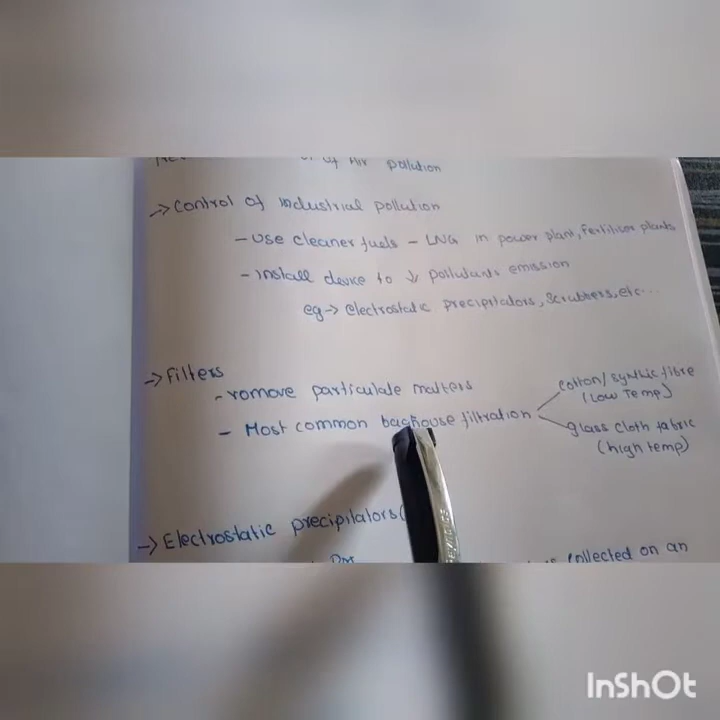 of Air pollution
→ Control of industrial pollution
- Use cleaner fuels - LNG in power plant, Fertilizer plants
- install device to ↓ pollutants emission
eg → electrostatic precipitators, Scrubbers, etc...
→ Filters
- romove particulate matters
- Most common baghouse filtration
cotton/synthic fibre
(Low Temp)
glass cloth fabric
(high temp)
→ Electrostatic precipitators(
collected on an
InShOt